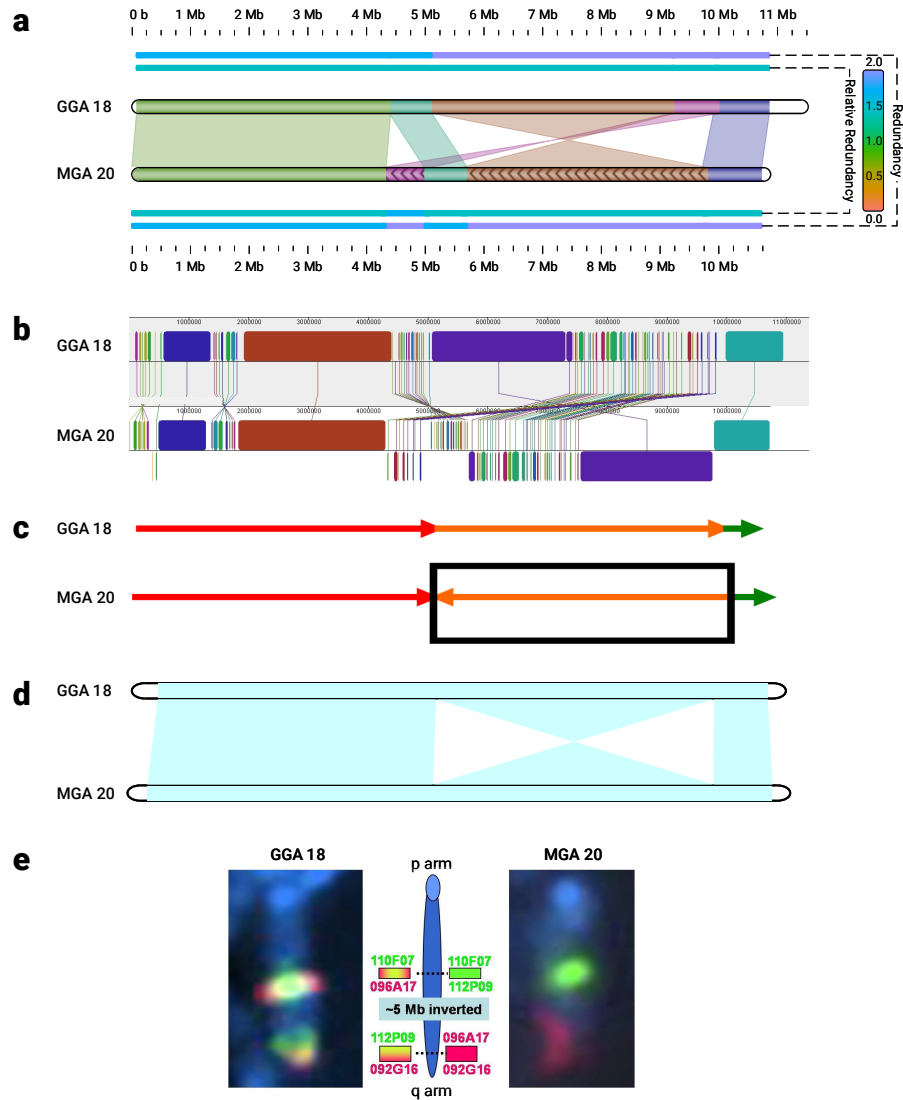 a
0 b 1 Mb 2 Mb 3 Mb 4 Mb 5 Mb 6 Mb 7 Mb 8 Mb 9 Mb 10 Mb 11 Mb
GGA 18
MGA 20
0 b 1 Mb 2 Mb 3 Mb 4 Mb 5 Mb 6 Mb 7 Mb 8 Mb 9 Mb 10 Mb
Relative Redundancy
2.0
1.5
1.0
0.5
0.0
Redundancy
b
1000000 2000000 3000000 4000000 5000000 6000000 7000000 8000000 9000000 10000000 11000000
GGA 18
1000000 2000000 3000000 4000000 5000000 6000000 7000000 8000000 9000000 10000000
MGA 20
c
GGA 18
MGA 20
d
GGA 18
MGA 20
e
GGA 18
p arm
MGA 20
110F07 110F07
096A17 112P09
~5 Mb inverted
112P09 096A17
092G16 092G16
q arm